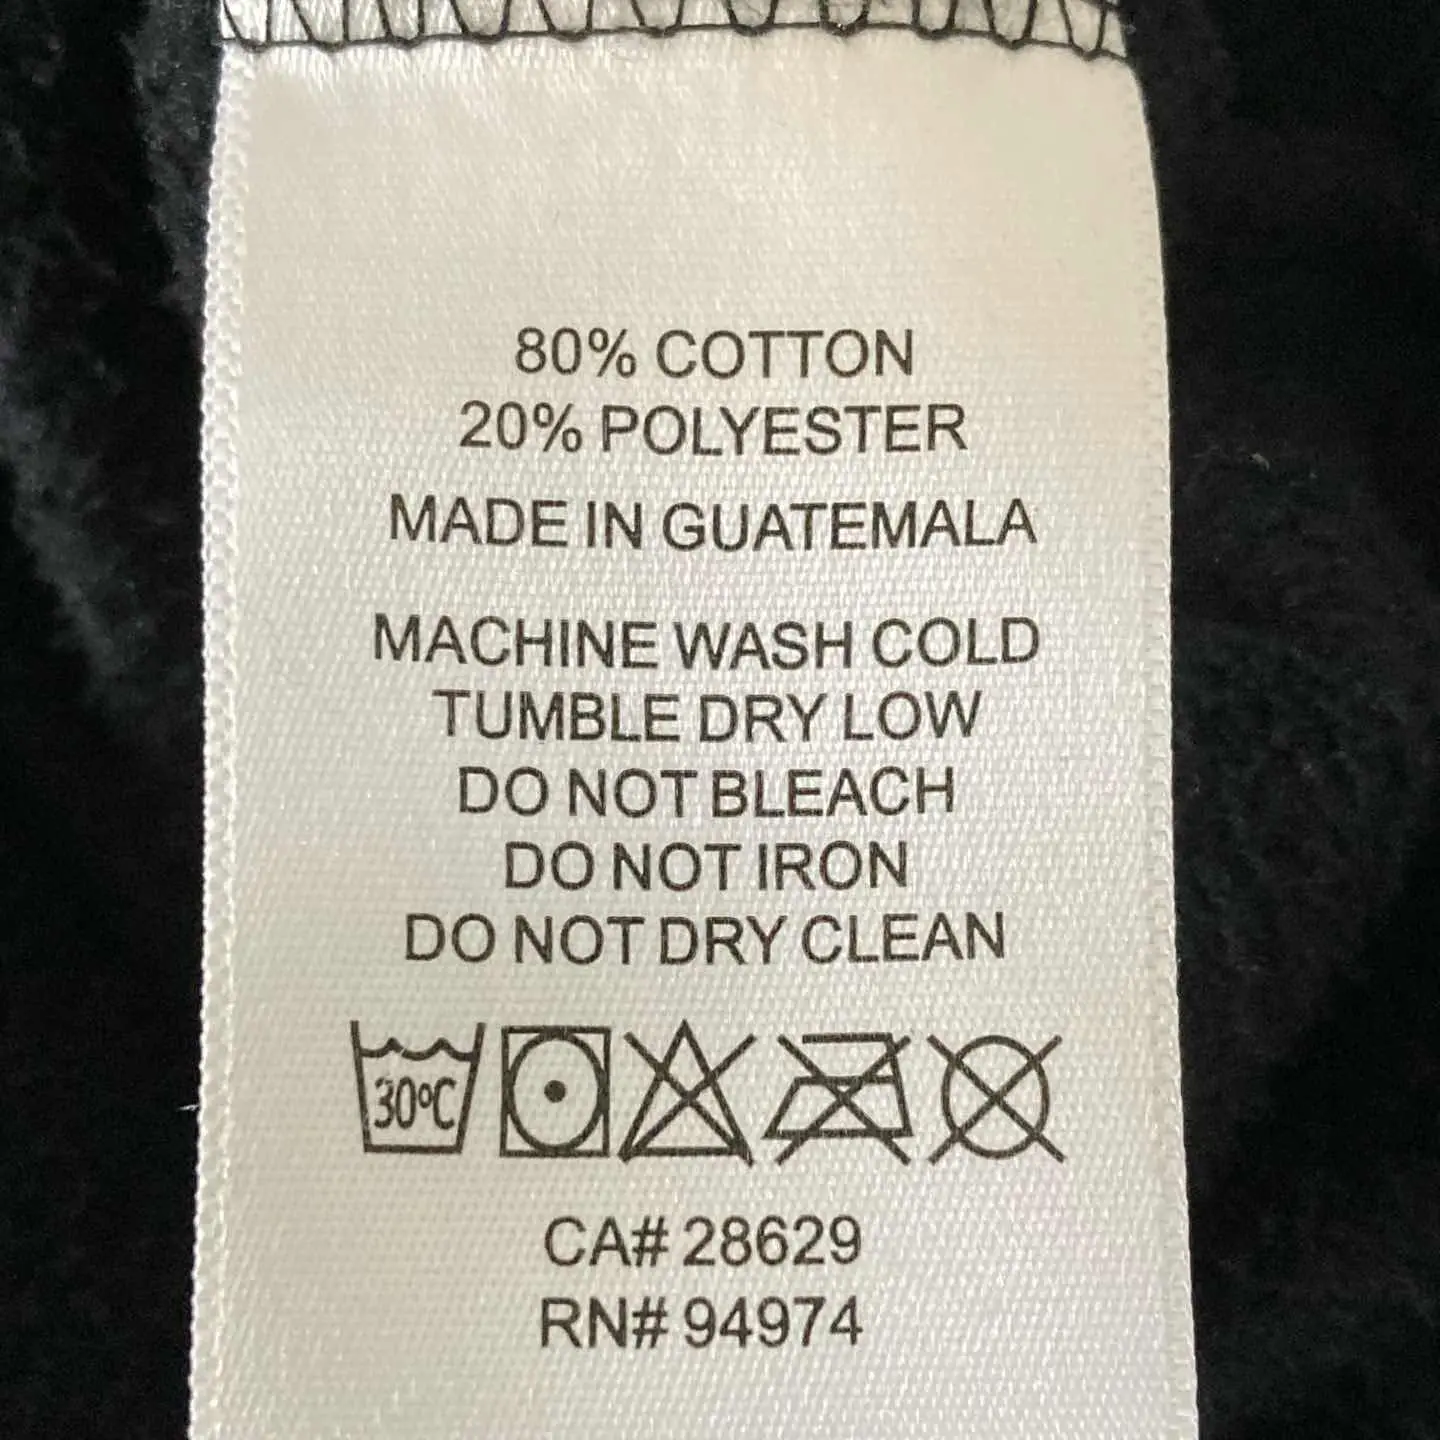 80% COTTON
20% POLYESTER
MADE IN GUATEMALA
MACHINE WASH COLD
TUMBLE DRY LOW
DO NOT BLEACH
DO NOT IRON
DO NOT DRY CLEAN
30°C
CA# 28629
RN# 94974